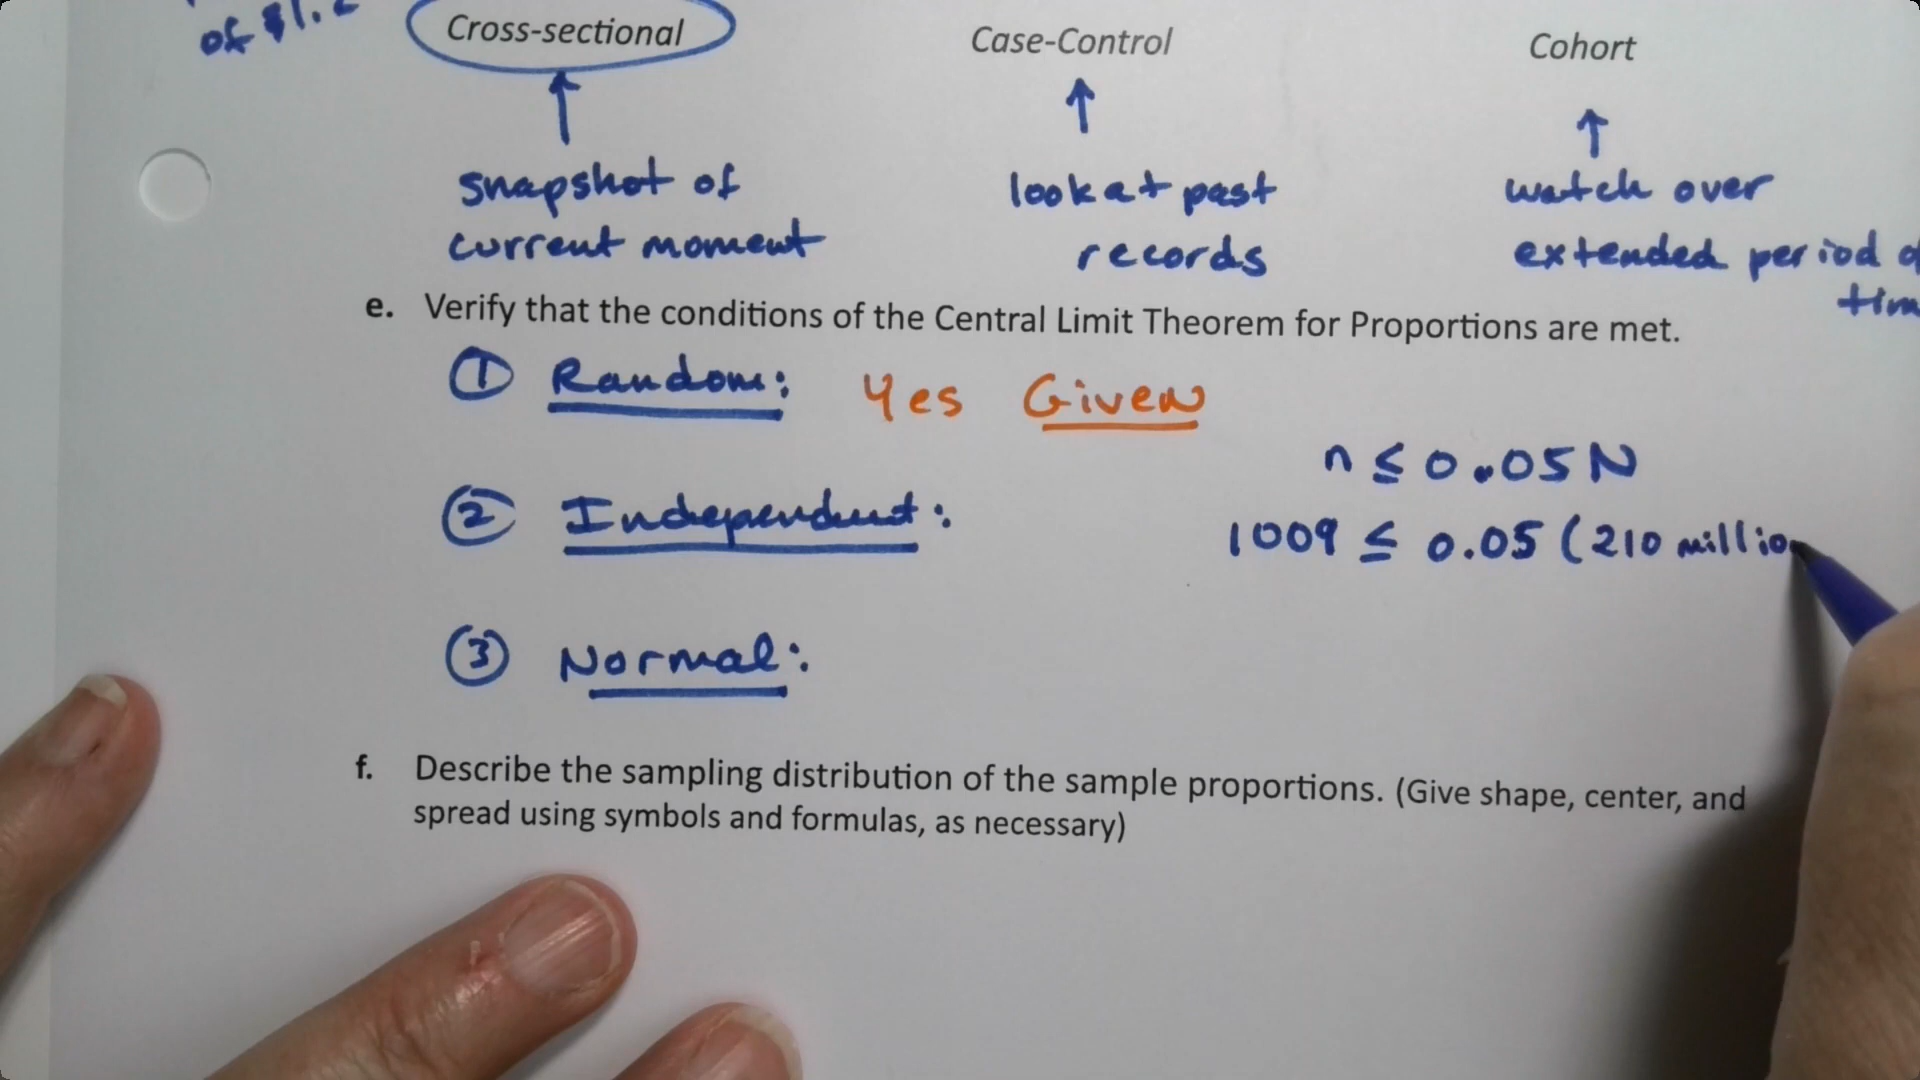 of $1.2
Cross-sectional Case-Control Cohort
snapshot of look at past watch over
current moment records extended period
tim
e. Verify that the conditions of the Central Limit Theorem for Proportions are met.
① Random: Yes Given
n ≤ 0.05N
② Independent: 1009 ≤ 0.05 (210 millio
③ Normal:
f. Describe the sampling distribution of the sample proportions. (Give shape, center, and
spread using symbols and formulas, as necessary)